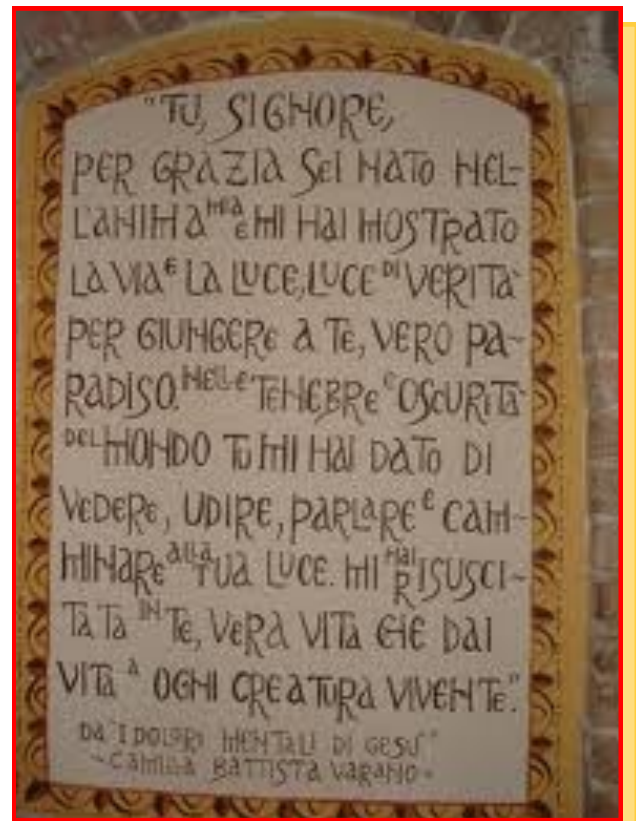 "TU, SIGNORE,
PER GRAZIA SEI NATO NEL-
L'ANIMA MIA E MI HAI MOSTRATO
LA VIA E LA LUCE, LUCE DI VERITA'
PER GIUNGERE A TE, VERO PA-
RADISO. NELLE TENEBRE E OSCURITA'
DEL MONDO TU MI HAI DATO DI
VEDERE, UDIRE, PARLARE E CAM-
MINARE ALLA TUA LUCE. MI HAI RISUSCI-
TATA IN TE, VERA VITA CHE DAI
VITA A OGNI CREATURA VIVENTE."
DA "I DOLORI MENTALI DI GESU'"
- CAMILLA BATTISTA VARANO -